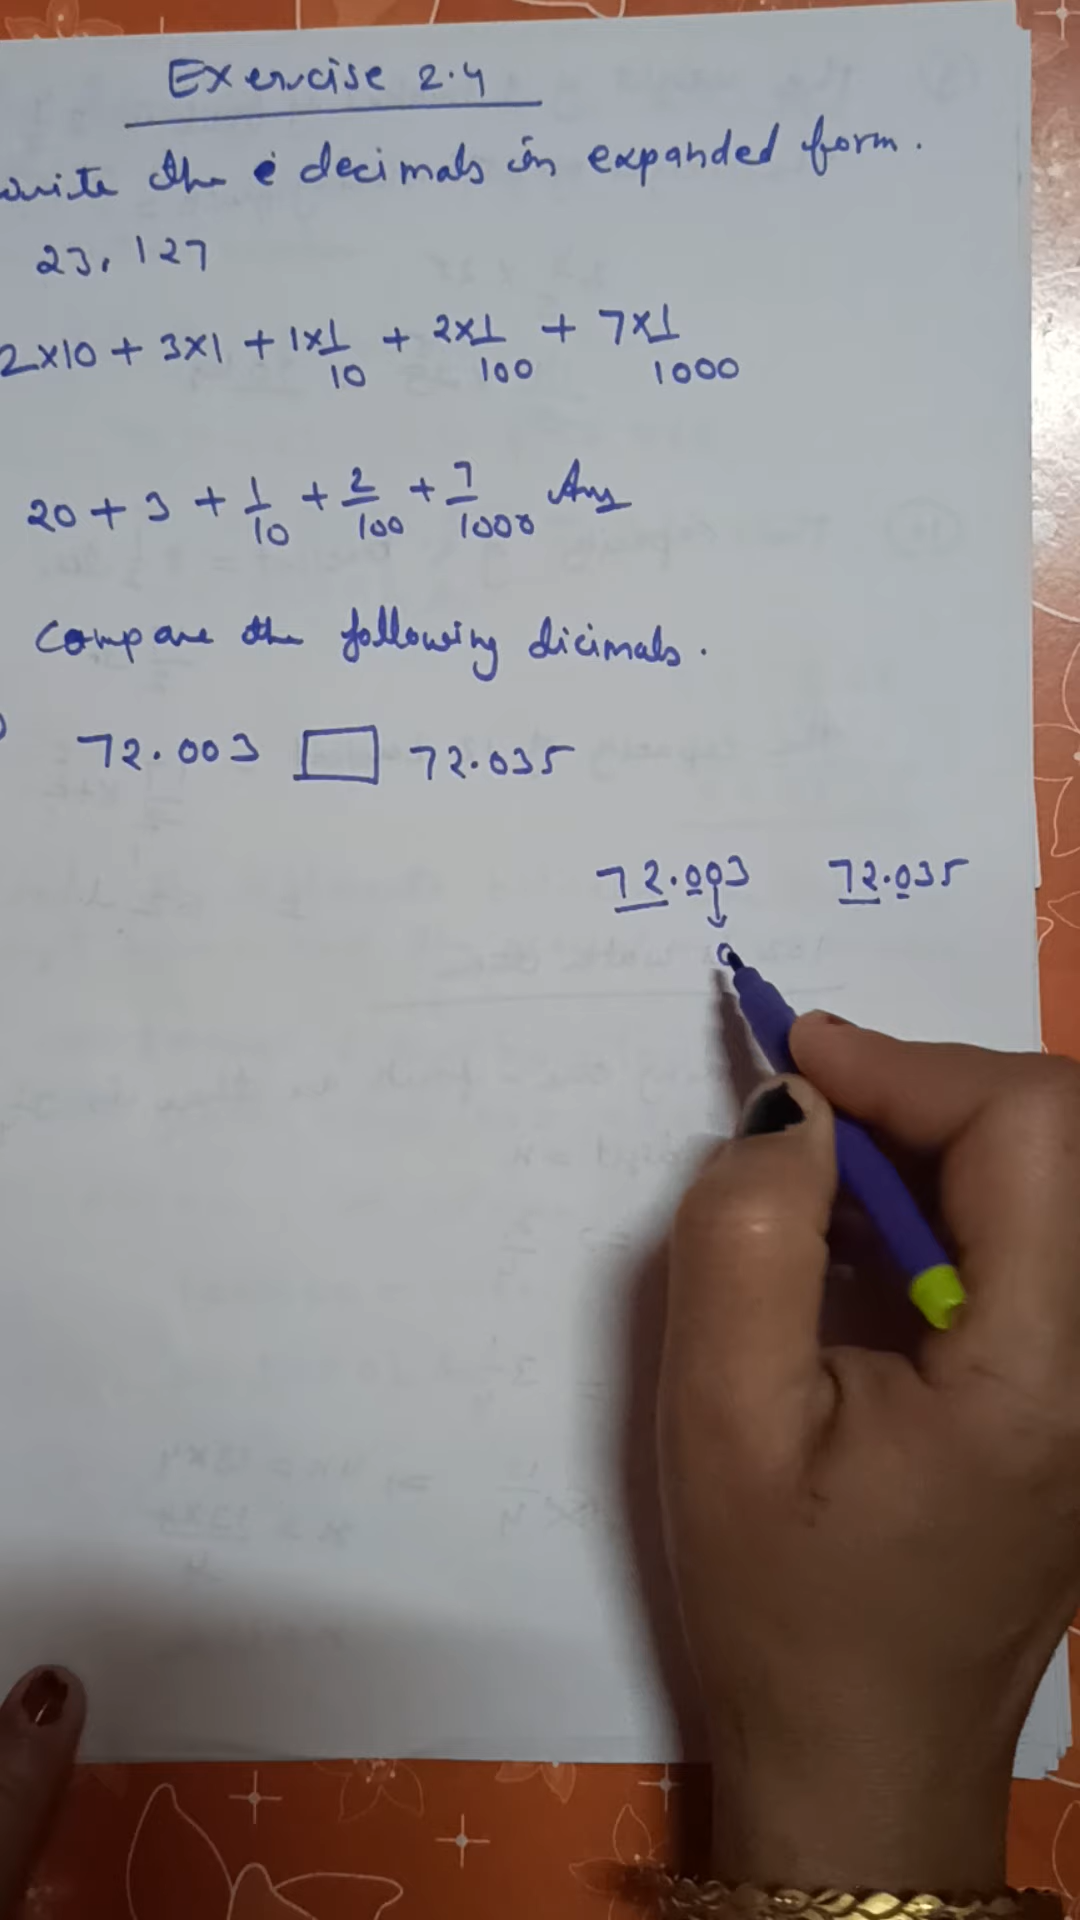 Exercise 2.4
write the decimals in expanded form.
23.127
2×10 + 3×1 + 1×1/10 + 2×1/100 + 7×1/1000
20 + 3 + 1/10 + 2/100 + 7/1000 Ans
Compare the following dicimals.
72.003 □ 72.035
72.003 72.035
0